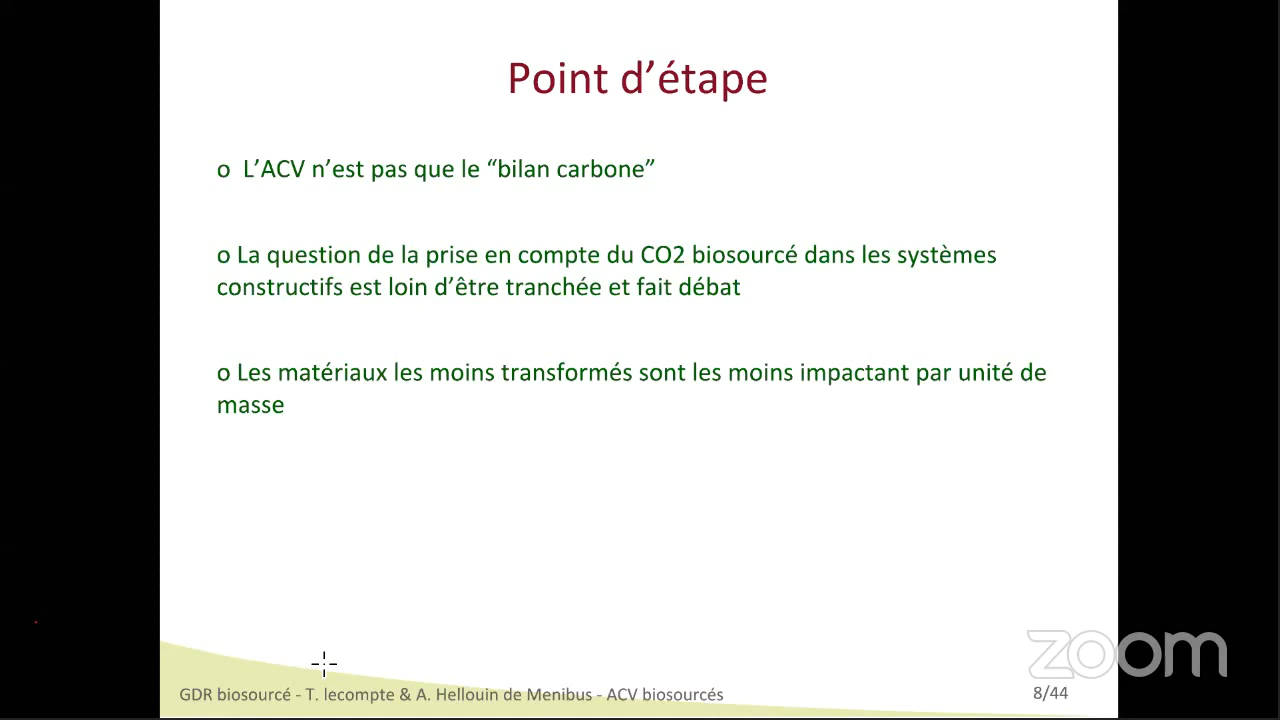 Point d’étape
o L’ACV n’est pas que le “bilan carbone”
o La question de la prise en compte du CO2 biosourcé dans les systèmes
constructifs est loin d’être tranchée et fait débat
o Les matériaux les moins transformés sont les moins impactant par unité de
masse
zoom
GDR biosourcé - T. lecompte & A. Hellouin de Menibus - ACV biosourcés
8/44